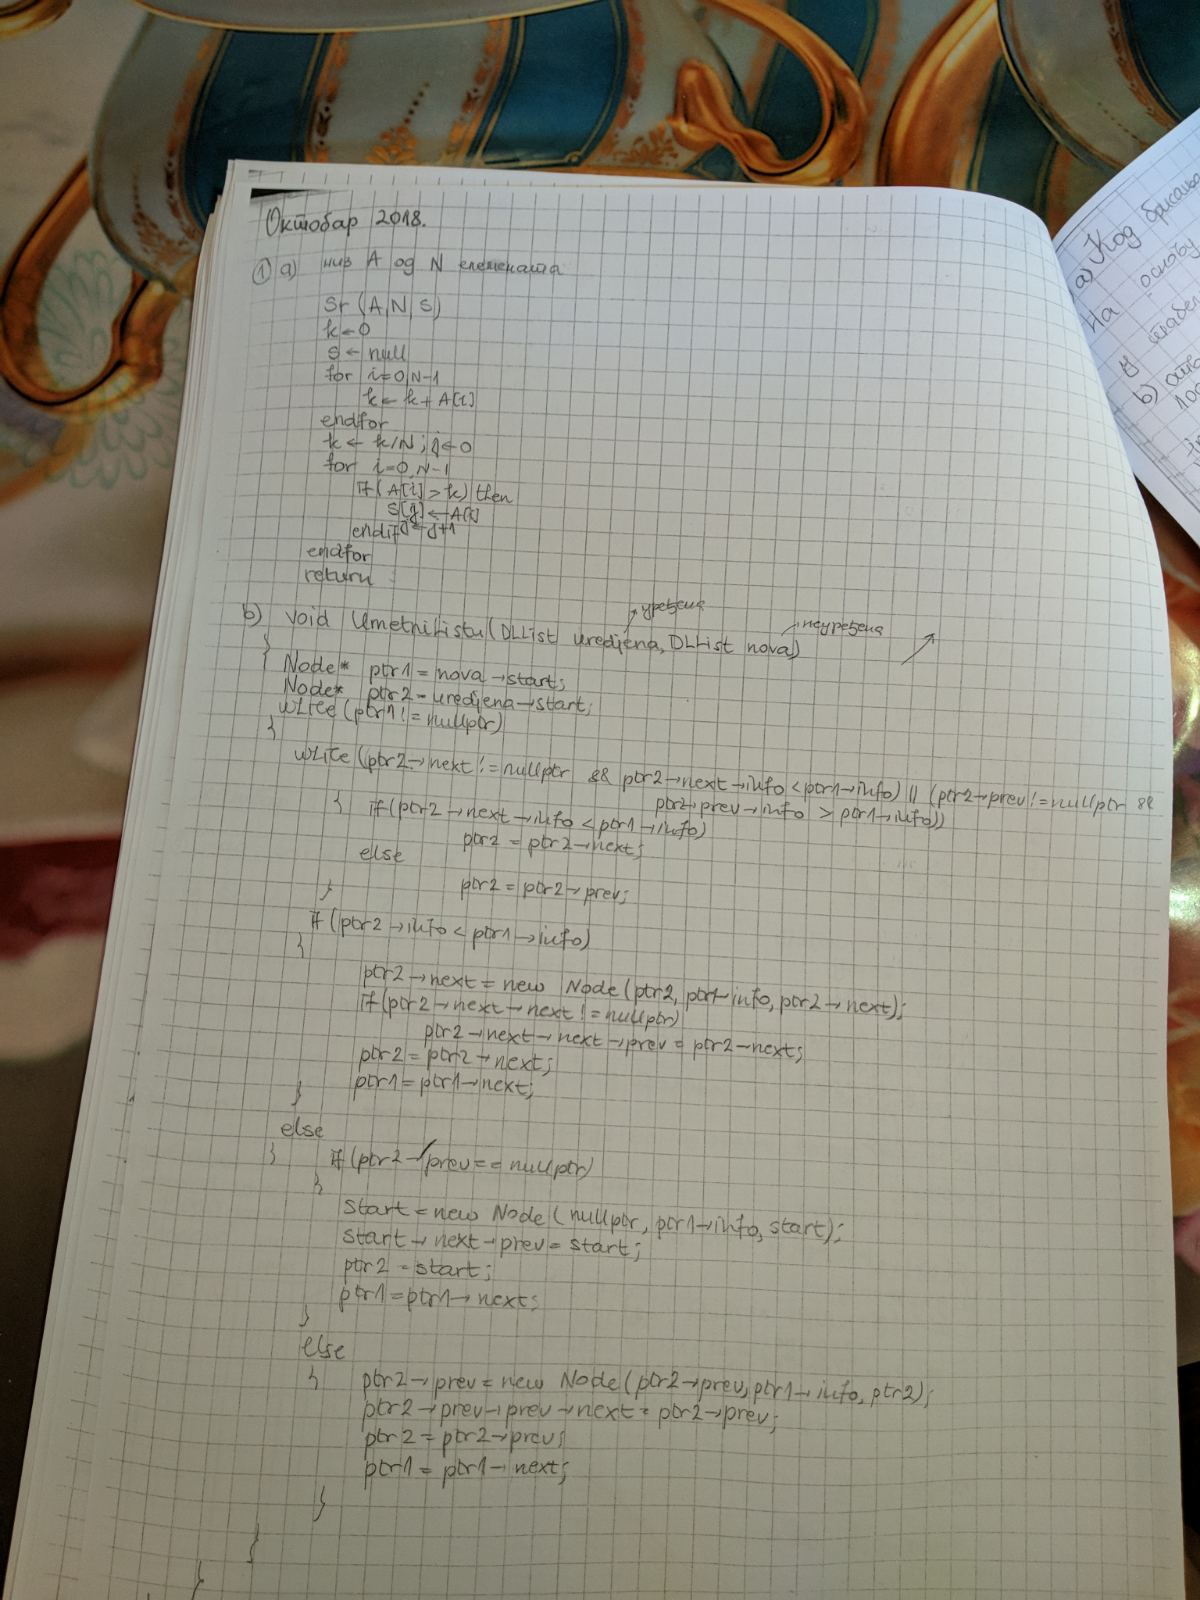 Октобар 2018.
① а) низ A од N елемената
Sr (A, N, S)
k ← 0
s ← null
for i=0, N-1
k ← k + A[i]
endfor
k ← k/N ; j ← 0
for i=0, N-1
if (A[i] > k) then
s[j] ← A[i]
j ← j+1
endif
endfor
return
b) void UmetniListu (DLList uredjena, DLList nova)
уређена
неуређена
{
Node* ptr1 = nova→start;
Node* ptr2 = uredjena→start;
while (ptr1 != nullptr)
{
while (ptr2→next != nullptr && ptr2→next→info < ptr1→info) || (ptr2→prev != nullptr &&
ptr2→prev→info > ptr1→info))
{ if (ptr2→next→info < ptr1→info)
ptr2 = ptr2→next;
else
ptr2 = ptr2→prev;
}
if (ptr2→info < ptr1→info)
{
ptr2→next = new Node (ptr2, ptr1→info, ptr2→next);
if (ptr2→next→next != nullptr)
ptr2→next→next→prev = ptr2→next;
ptr2 = ptr2→next;
ptr1 = ptr1→next;
}
else
{ if (ptr2→prev == nullptr)
{
start = new Node (nullptr, ptr1→info, start);
start→next→prev = start;
ptr2 = start;
ptr1 = ptr1→next;
}
else
{ ptr2→prev = new Node (ptr2→prev, ptr1→info, ptr2);
ptr2→prev→prev→next = ptr2→prev;
ptr2 = ptr2→prev;
ptr1 = ptr1→next;
}
}
}
а) Код брисања
На основу
у
b)